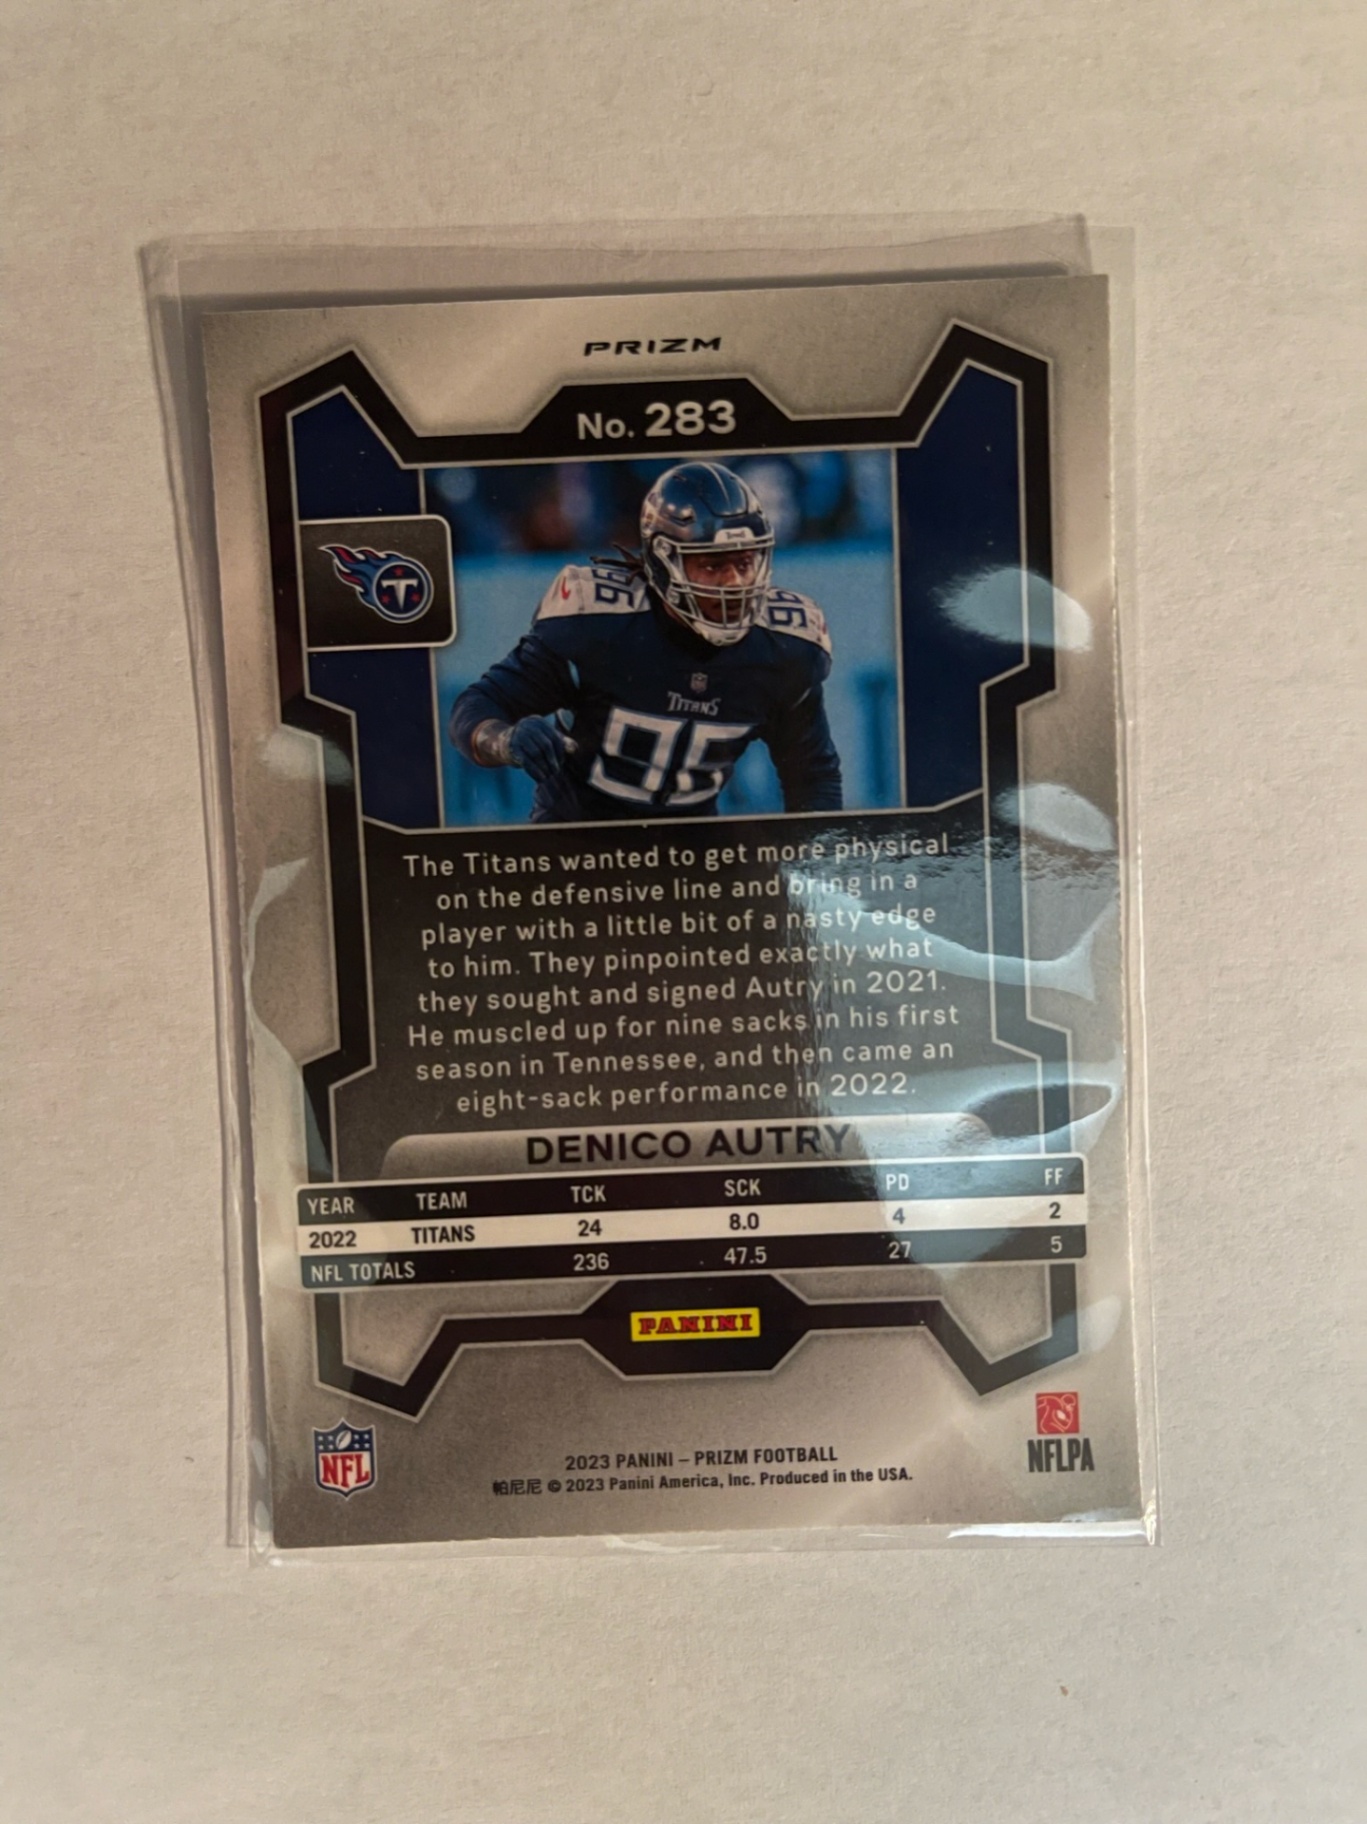 PRIZM
No. 283
T
96 96
TITANS
96
The Titans wanted to get more physical
on the defensive line and bring in a
player with a little bit of a nasty edge
to him. They pinpointed exactly what
they sought and signed Autry in 2021.
He muscled up for nine sacks in his first
season in Tennessee, and then came an
eight-sack performance in 2022.
DENICO AUTRY
YEAR TEAM TCK SCK PD FF
2022 TITANS 24 8.0 4 2
NFL TOTALS 236 47.5 27 5
PANINI
NFL
NFLPA
2023 PANINI – PRIZM FOOTBALL
帕尼尼 © 2023 Panini America, Inc. Produced in the USA.